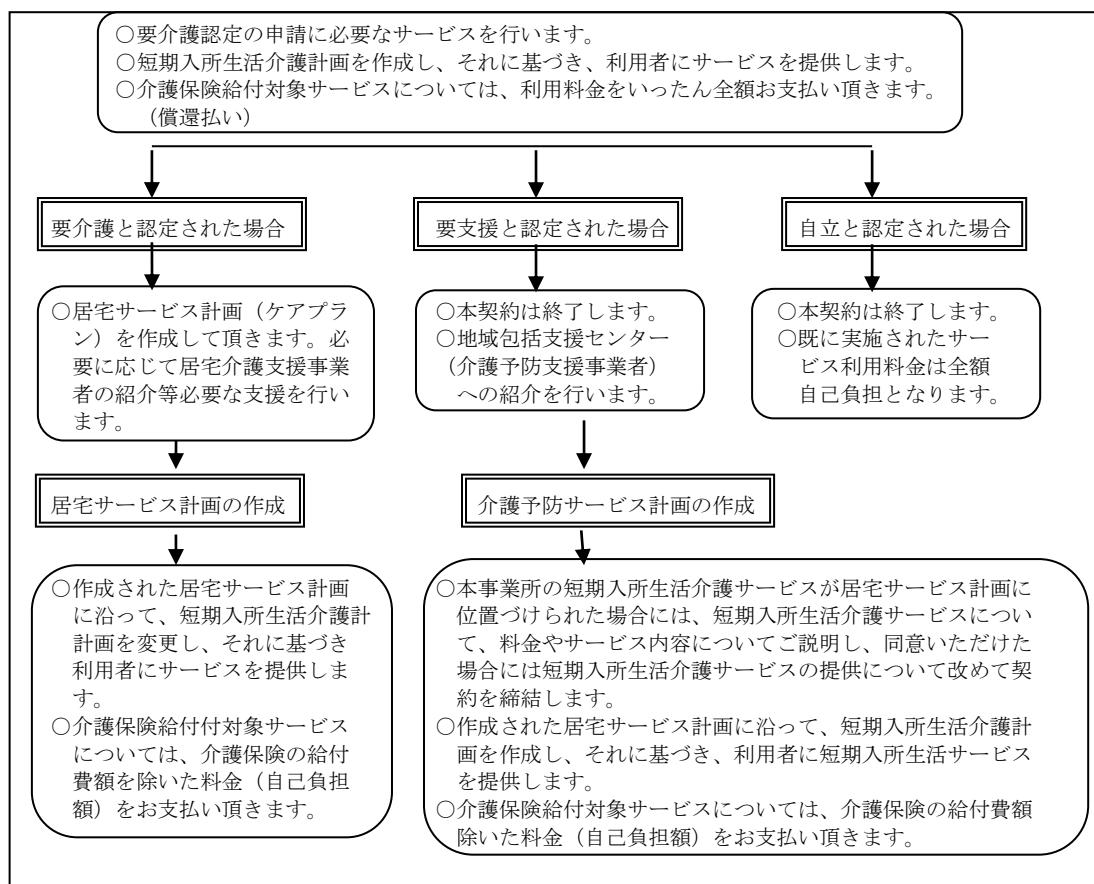 ○要介護認定の申請に必要なサービスを行います。
○短期入所生活介護計画を作成し、それに基づき、利用者にサービスを提供します。
○介護保険給付対象サービスについては、利用料金をいったん全額お支払い頂きます。
(償還払い)
要介護と認定された場合
要支援と認定された場合
自立と認定された場合
○居宅サービス計画（ケアプラ
ン）を作成して頂きます。必
要に応じて居宅介護支援事業
者の紹介等必要な支援を行い
ます。
○本契約は終了します。
○地域包括支援センター
(介護予防支援事業者)
への紹介を行います。
○本契約は終了します。
○既に実施されたサー
ビス利用料金は全額
自己負担となります。
居宅サービス計画の作成
介護予防サービス計画の作成
○作成された居宅サービス計画
に沿って、短期入所生活介護計
計画を変更し、それに基づき
利用者にサービスを提供しま
す。
○介護保険給付付対象サービス
については、介護保険の給付
費額を除いた料金（自己負担
額）をお支払い頂きます。
○本事業所の短期入所生活介護サービスが居宅サービス計画に
位置づけられた場合には、短期入所生活介護サービスについ
て、料金やサービス内容についてご説明し、同意いただけた
場合には短期入所生活介護サービスの提供について改めて契
約を締結します。
○作成された居宅サービス計画に沿って、短期入所生活介護計
画を作成し、それに基づき、利用者に短期入所生活サービス
を提供します。
○介護保険給付対象サービスについては、介護保険の給付費額
除いた料金（自己負担額）をお支払い頂きます。